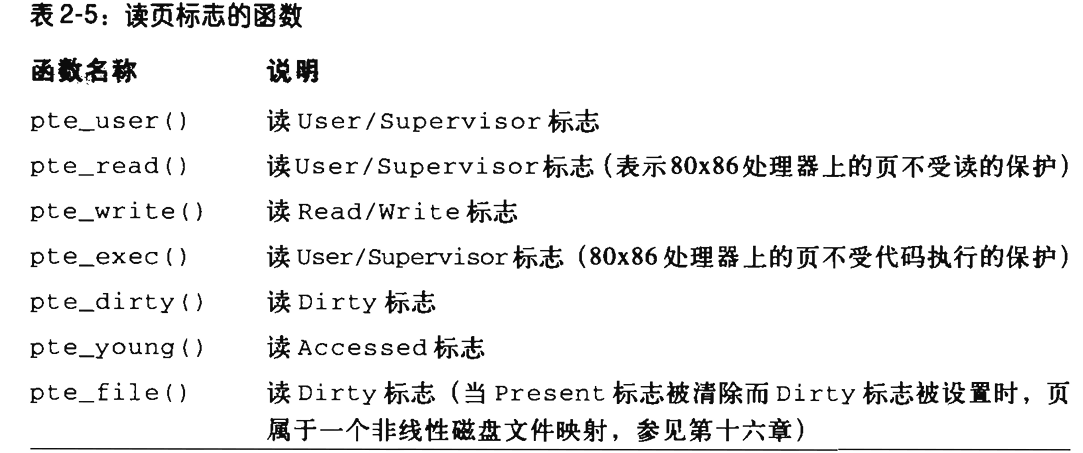 表 2-5：读页标志的函数
函数名称 说明
pte_user() 读 User/Supervisor 标志
pte_read() 读User/Supervisor标志（表示80x86处理器上的页不受读的保护）
pte_write() 读 Read/Write 标志
pte_exec() 读 User/Supervisor 标志（80x86 处理器上的页不受代码执行的保护）
pte_dirty() 读 Dirty 标志
pte_young() 读 Accessed 标志
pte_file() 读 Dirty 标志（当 Present 标志被清除而 Dirty 标志被设置时，页
属于一个非线性磁盘文件映射，参见第十六章）